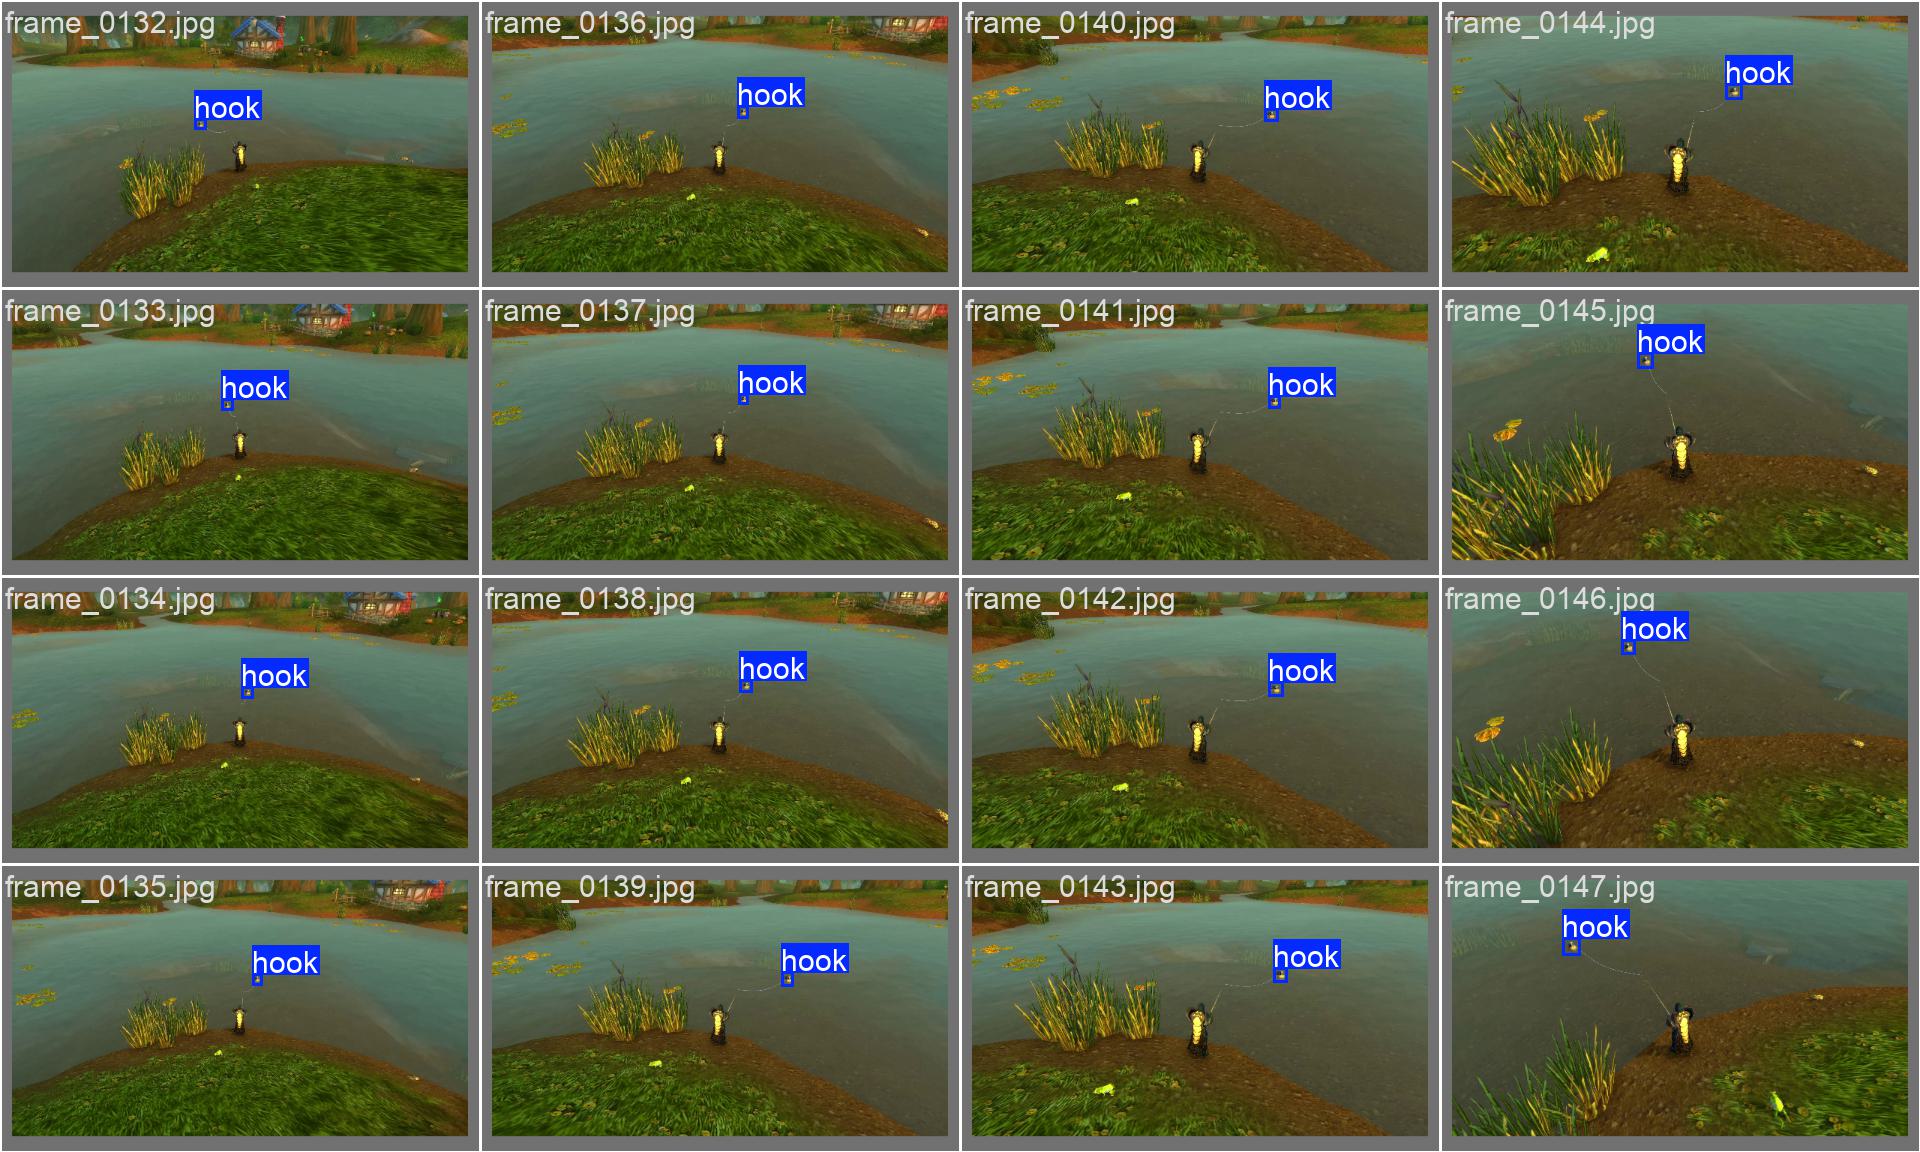 frame_0132.jpg
hook
frame_0136.jpg
hook
frame_0140.jpg
hook
frame_0144.jpg
hook
frame_0133.jpg
hook
frame_0137.jpg
hook
frame_0141.jpg
hook
frame_0145.jpg
hook
frame_0134.jpg
hook
frame_0138.jpg
hook
frame_0142.jpg
hook
frame_0146.jpg
hook
frame_0135.jpg
hook
frame_0139.jpg
hook
frame_0143.jpg
hook
frame_0147.jpg
hook